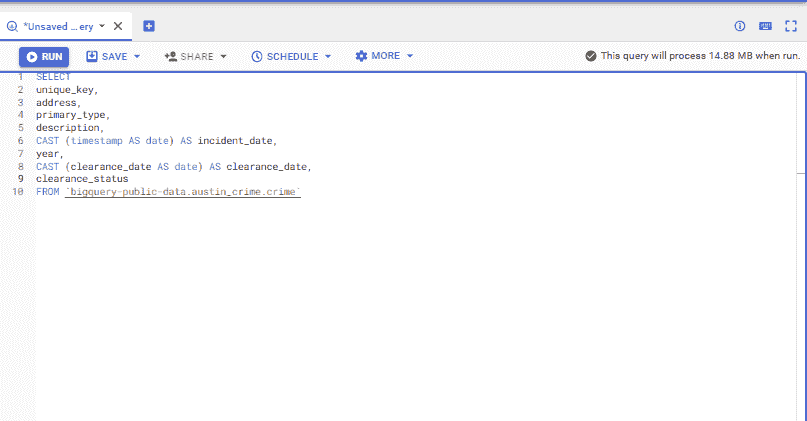 *Unsaved ...ery
RUN SAVE SHARE SCHEDULE MORE This query will process 14.88 MB when run.
1 SELECT
2 unique_key,
3 address,
4 primary_type,
5 description,
6 CAST (timestamp AS date) AS incident_date,
7 year,
8 CAST (clearance_date AS date) AS clearance_date,
9 clearance_status
10 FROM `bigquery-public-data.austin_crime.crime`